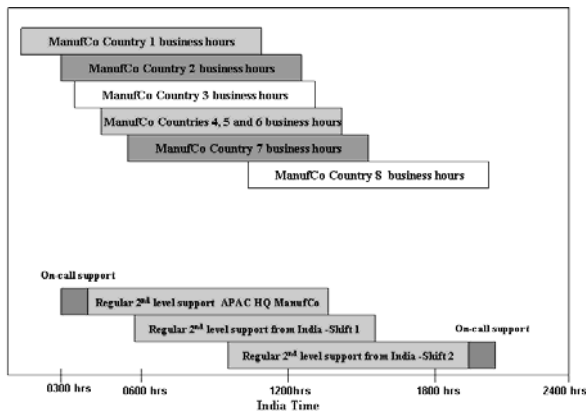 ManufCo Country 1 business hours
ManufCo Country 2 business hours
ManufCo Country 3 business hours
ManufCo Countries 4, 5 and 6 business hours
ManufCo Country 7 business hours
ManufCo Country 8 business hours
On-call support
Regular 2nd level support APAC HQ ManufCo
Regular 2nd level support from India -Shift 1
On-call support
Regular 2nd level support from India -Shift 2
0300 hrs 0600 hrs 1200hrs 1800 hrs 2400 hrs
India Time